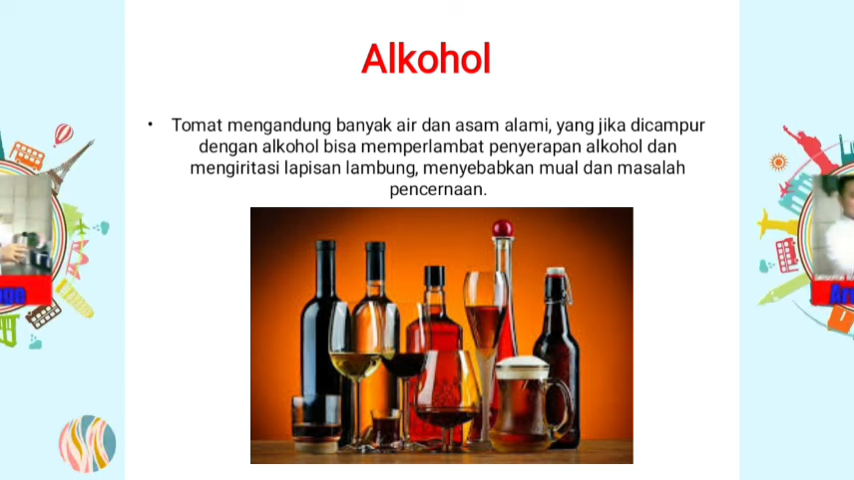 Alkohol
• Tomat mengandung banyak air dan asam alami, yang jika dicampur
dengan alkohol bisa memperlambat penyerapan alkohol dan
mengiritasi lapisan lambung, menyebabkan mual dan masalah
pencernaan.